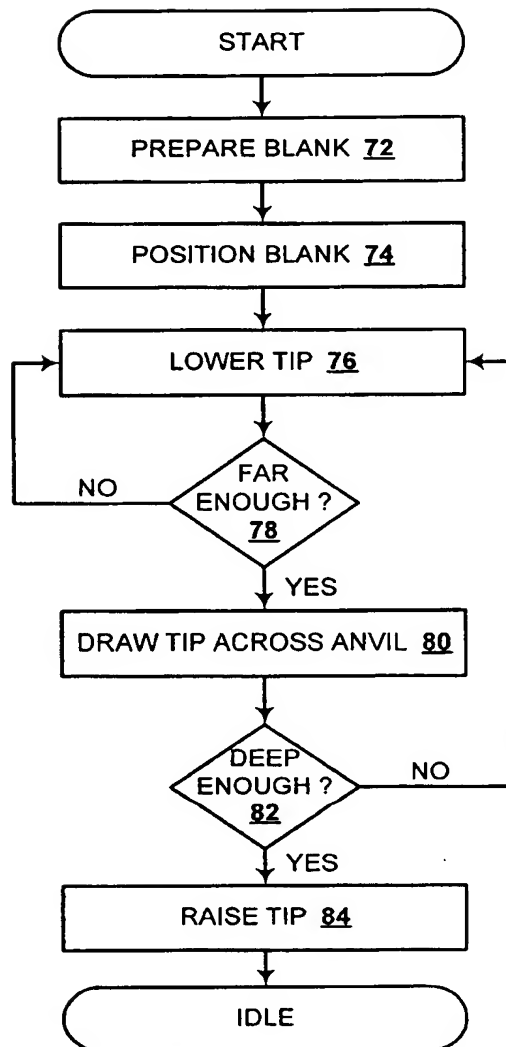 START
PREPARE BLANK 72
POSITION BLANK 74
LOWER TIP 76
FAR
ENOUGH ?
78
NO
YES
DRAW TIP ACROSS ANVIL 80
DEEP
ENOUGH ?
82
NO
YES
RAISE TIP 84
IDLE